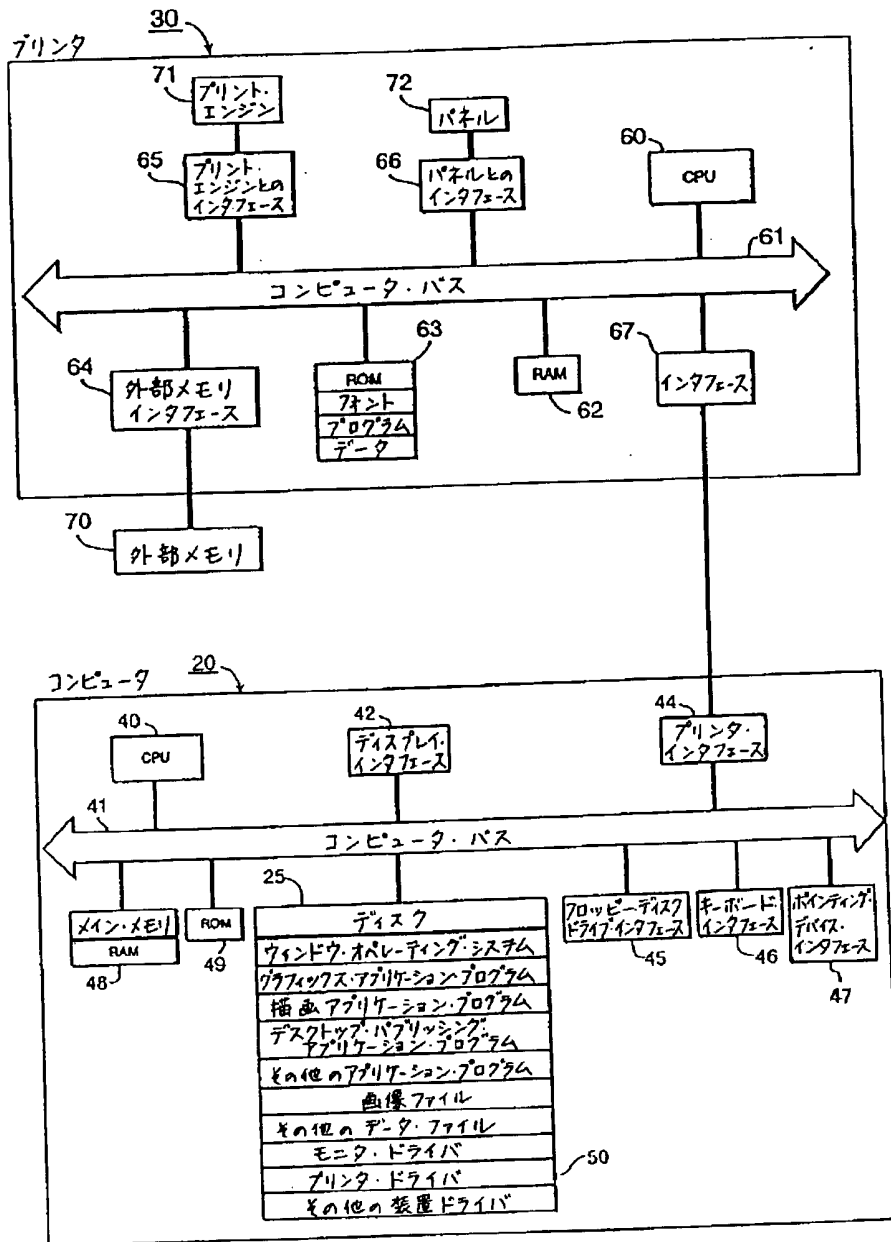 プリンタ
30
71
プリント・
エンジン
72
パネル
65
プリント・
エンジンとの
インタフェース
66
パネルとの
インタフェース
60
CPU
61
コンピュータ・バス
64
外部メモリ
インタフェース
63
ROM
フォント
プログラム
データ
RAM
62
67
インタフェース
70
外部メモリ
コンピュータ
20
40
CPU
42
ディスプレイ・
インタフェース
44
プリンタ・
インタフェース
41
コンピュータ・バス
メイン・メモリ
RAM
48
ROM
49
25
ディスク
ウィンドウ・オペレーティング・システム
グラフィックス・アプリケーション・プログラム
描画アプリケーション・プログラム
デスクトップ・パブリッシング・
アプリケーション・プログラム
その他のアプリケーション・プログラム
画像ファイル
その他のデータ・ファイル
モニタ・ドライバ
プリンタ・ドライバ
その他の装置ドライバ
50
フロッピーディスク
ドライブ・インタフェース
45
キーボード・
インタフェース
46
ポインティング・
デバイス・
インタフェース
47